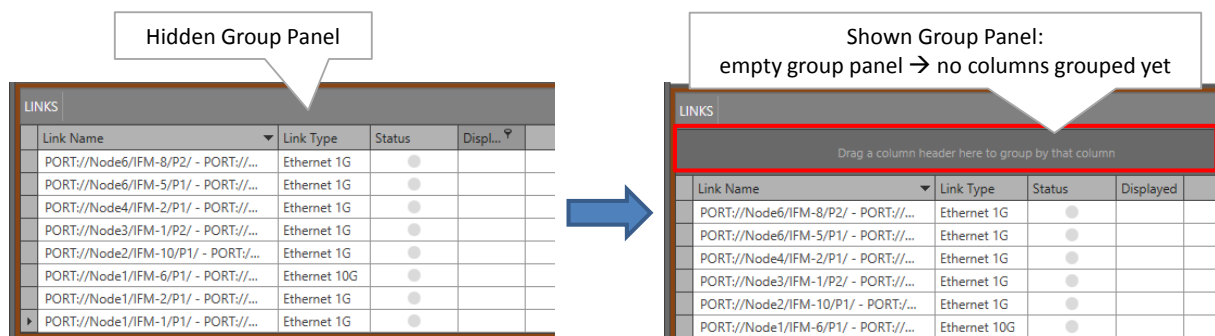 Hidden Group Panel
LINKS
Link Name Link Type Status Displ...
PORT://Node6/IFM-8/P2/ - PORT://... Ethernet 1G
PORT://Node6/IFM-5/P1/ - PORT://... Ethernet 1G
PORT://Node4/IFM-2/P1/ - PORT://... Ethernet 1G
PORT://Node3/IFM-1/P2/ - PORT://... Ethernet 1G
PORT://Node2/IFM-10/P1/ - PORT:/... Ethernet 1G
PORT://Node1/IFM-6/P1/ - PORT://... Ethernet 10G
PORT://Node1/IFM-2/P1/ - PORT://... Ethernet 1G
PORT://Node1/IFM-1/P1/ - PORT://... Ethernet 1G
Shown Group Panel:
empty group panel → no columns grouped yet
LINKS
Drag a column header here to group by that column
Link Name Link Type Status Displayed
PORT://Node6/IFM-8/P2/ - PORT://... Ethernet 1G
PORT://Node6/IFM-5/P1/ - PORT://... Ethernet 1G
PORT://Node4/IFM-2/P1/ - PORT://... Ethernet 1G
PORT://Node3/IFM-1/P2/ - PORT://... Ethernet 1G
PORT://Node2/IFM-10/P1/ - PORT:/... Ethernet 1G
PORT://Node1/IFM-6/P1/ - PORT://... Ethernet 10G